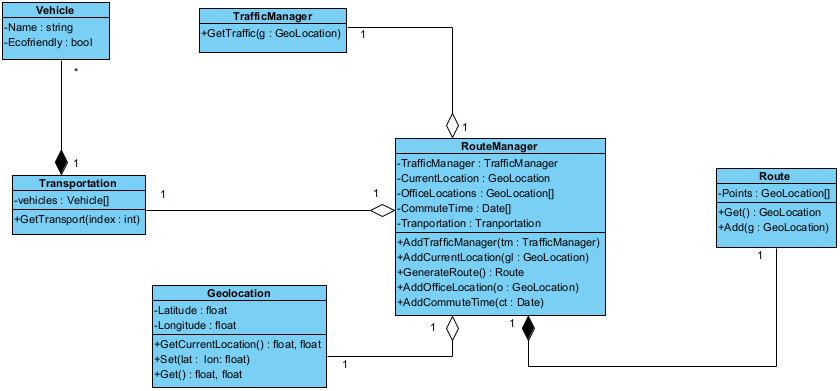 Vehicle
-Name : string
-Ecofriendly : bool
*
1
TrafficManager
+GetTraffic(g : GeoLocation)
1
1
Transportation
-vehicles : Vehicle[]
+GetTransport(index : int)
1
1
RouteManager
-TrafficManager : TrafficManager
-CurrentLocation : GeoLocation
-OfficeLocations : GeoLocation[]
-CommuteTime : Date[]
-Tranportation : Tranportation
+AddTrafficManager(tm : TrafficManager)
+AddCurrentLocation(gl : GeoLocation)
+GenerateRoute() : Route
+AddOfficeLocation(o : GeoLocation)
+AddCommuteTime(ct : Date)
1
1
Route
-Points : GeoLocation[]
+Get() : GeoLocation
+Add(g : GeoLocation)
1
Geolocation
-Latitude : float
-Longitude : float
+GetCurrentLocation() : float, float
+Set(lat : lon: float)
+Get() : float, float
1